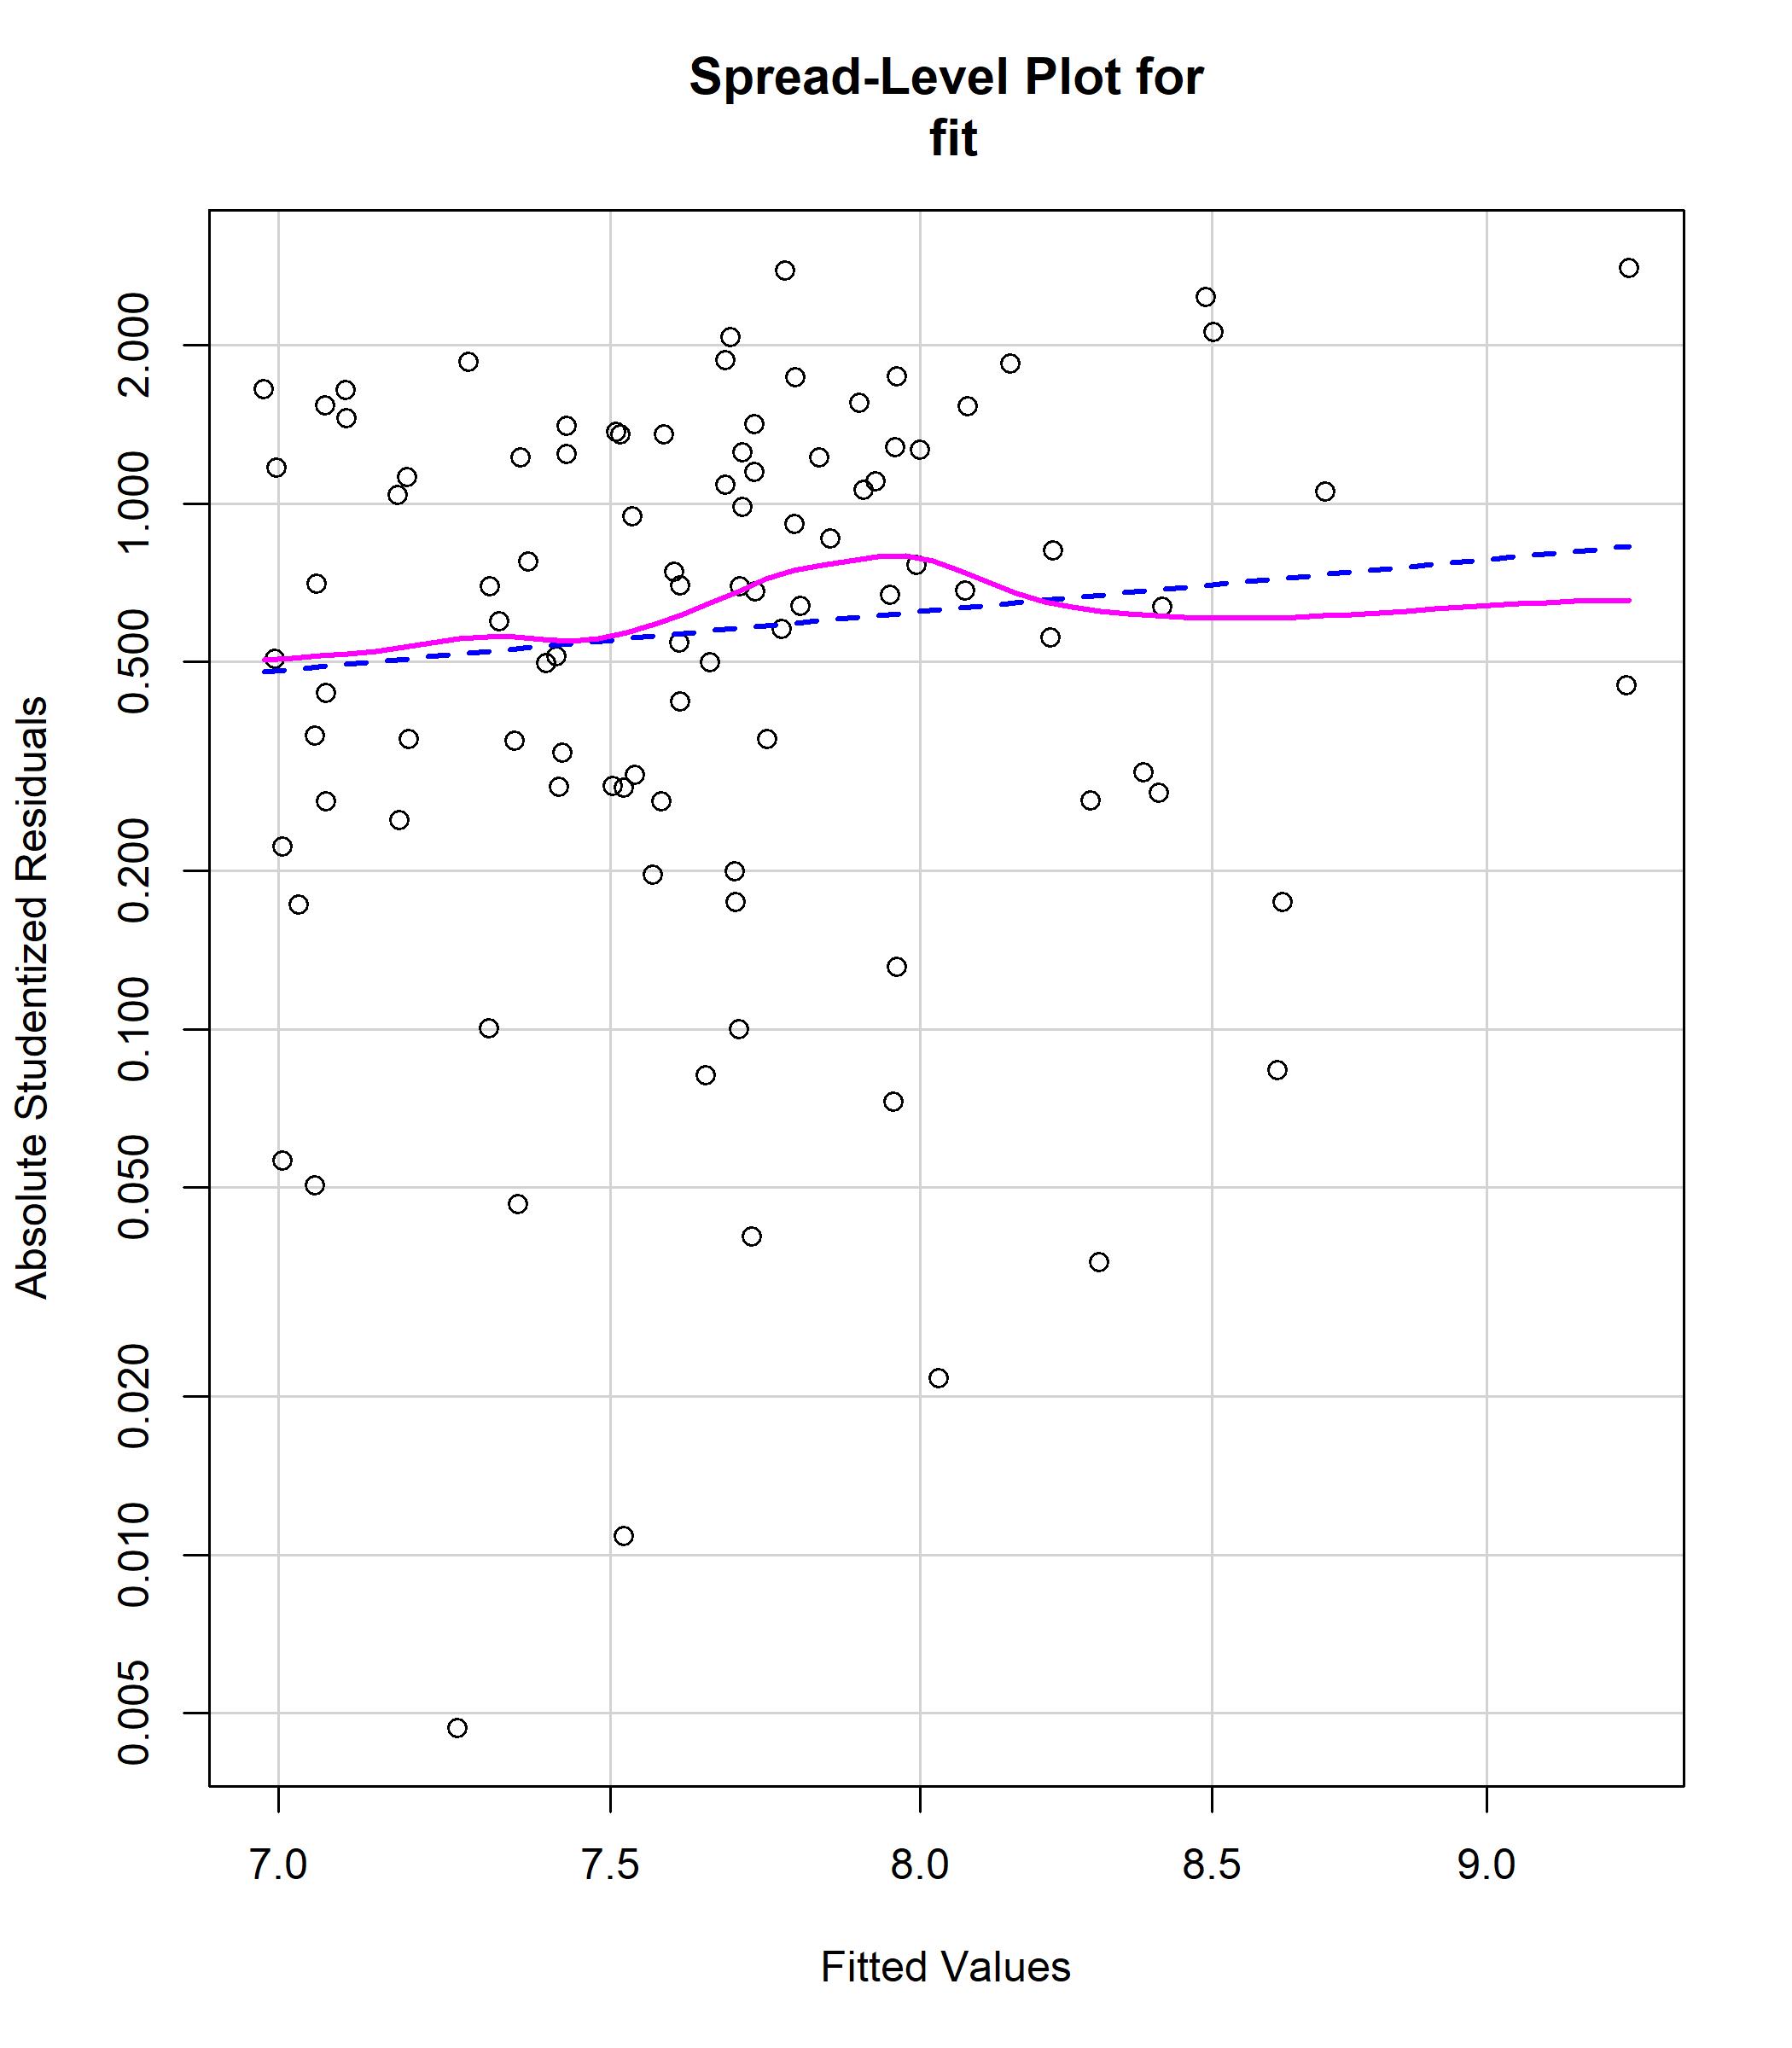 Spread-Level Plot for
fit
Absolute Studentized Residuals
2.000
1.000
0.500
0.200
0.100
0.050
0.020
0.010
0.005
7.0 7.5 8.0 8.5 9.0
Fitted Values